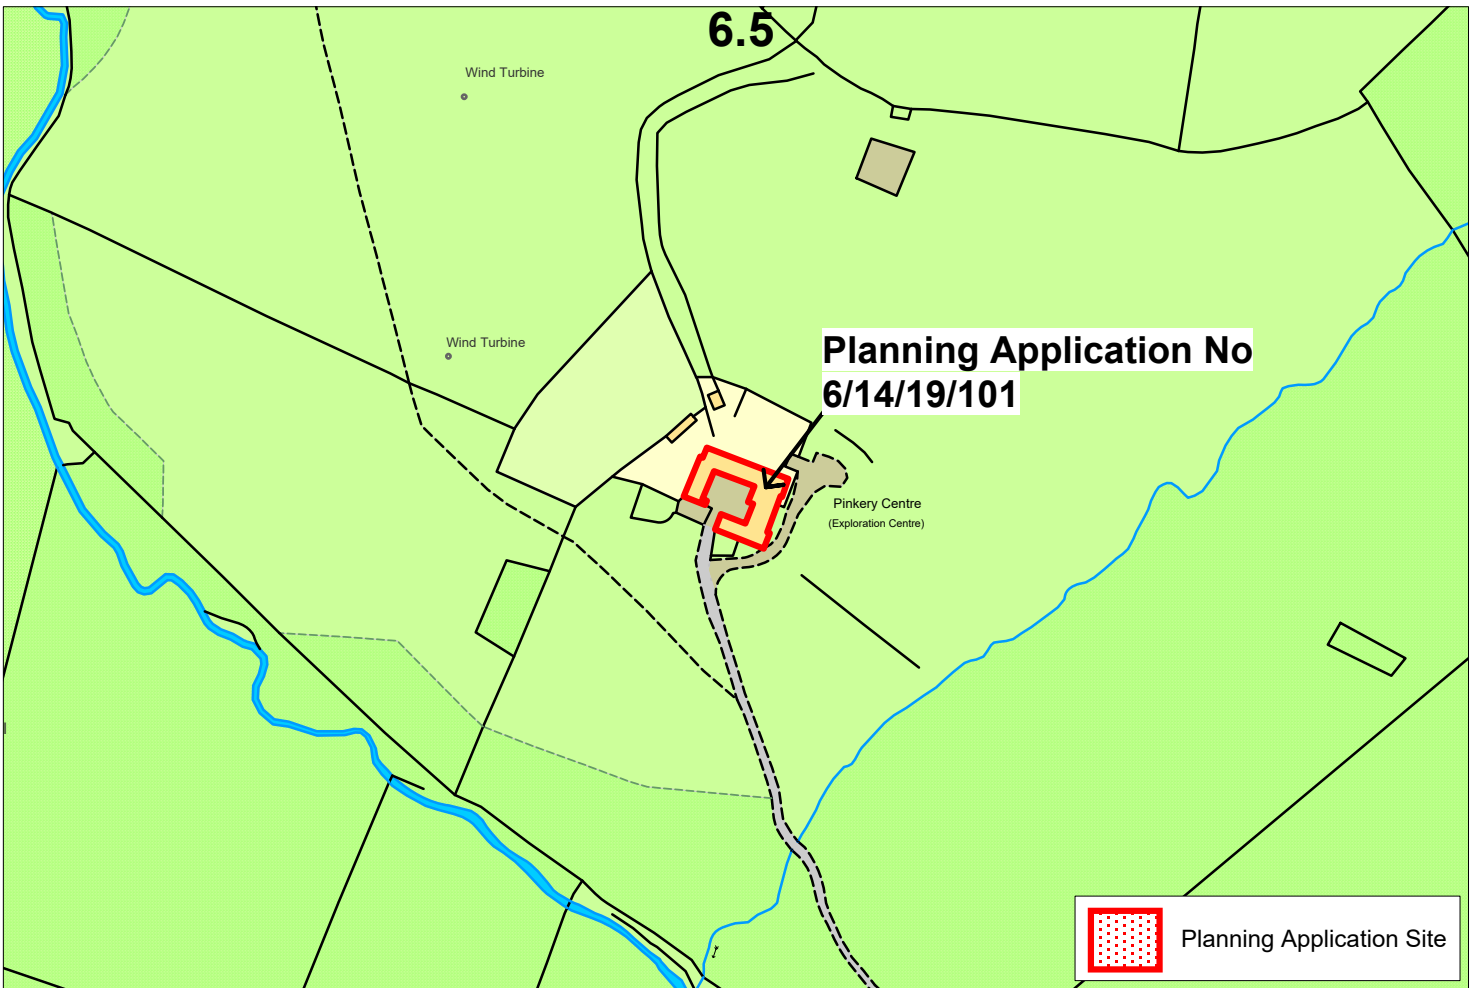 6.5
Wind Turbine
Wind Turbine
Planning Application No
6/14/19/101
Pinkery Centre
(Exploration Centre)
Planning Application Site